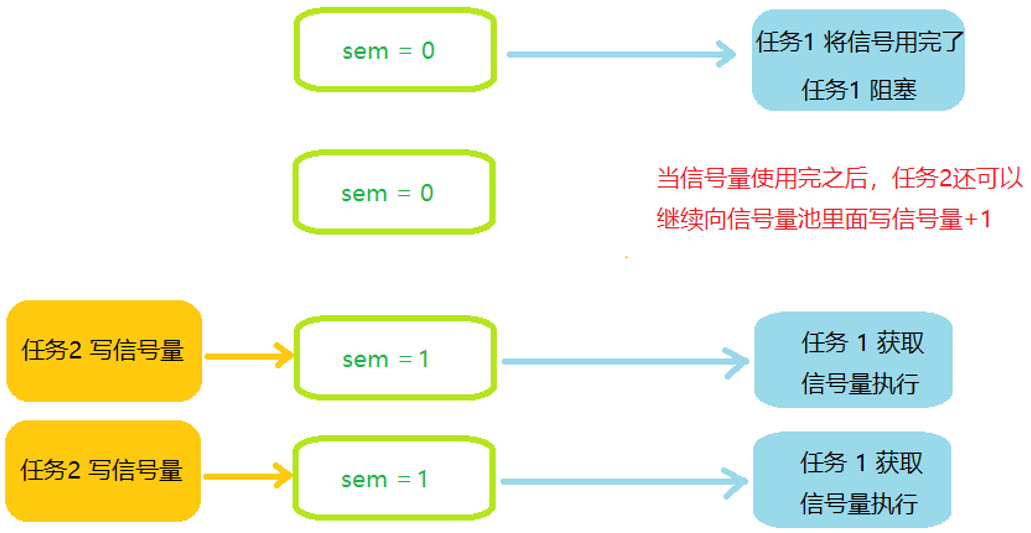 sem = 0
任务1 将信号用完了
任务1 阻塞
sem = 0
当信号量使用完之后，任务2还可以
继续向信号量池里面写信号量+1
任务2 写信号量
sem = 1
任务 1 获取
信号量执行
任务2 写信号量
sem = 1
任务 1 获取
信号量执行